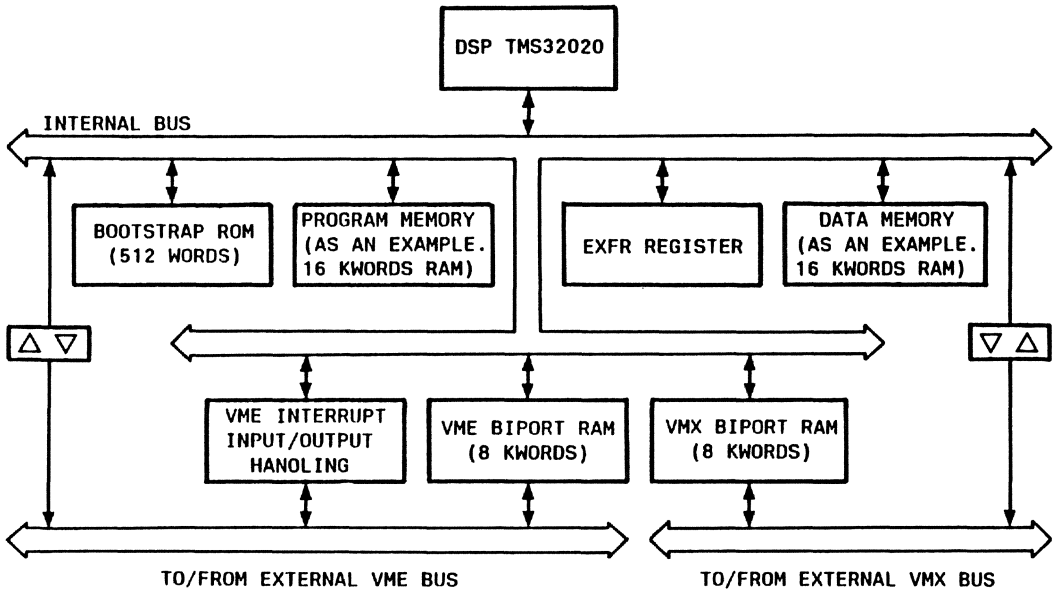 DSP TMS32020
INTERNAL BUS
BOOTSTRAP ROM
(512 WORDS)
PROGRAM MEMORY
(AS AN EXAMPLE.
16 KWORDS RAM)
EXFR REGISTER
DATA MEMORY
(AS AN EXAMPLE.
16 KWORDS RAM)
VME INTERRUPT
INPUT/OUTPUT
HANOLING
VME BIPORT RAM
(8 KWORDS)
VMX BIPORT RAM
(8 KWORDS)
TO/FROM EXTERNAL VME BUS
TO/FROM EXTERNAL VMX BUS